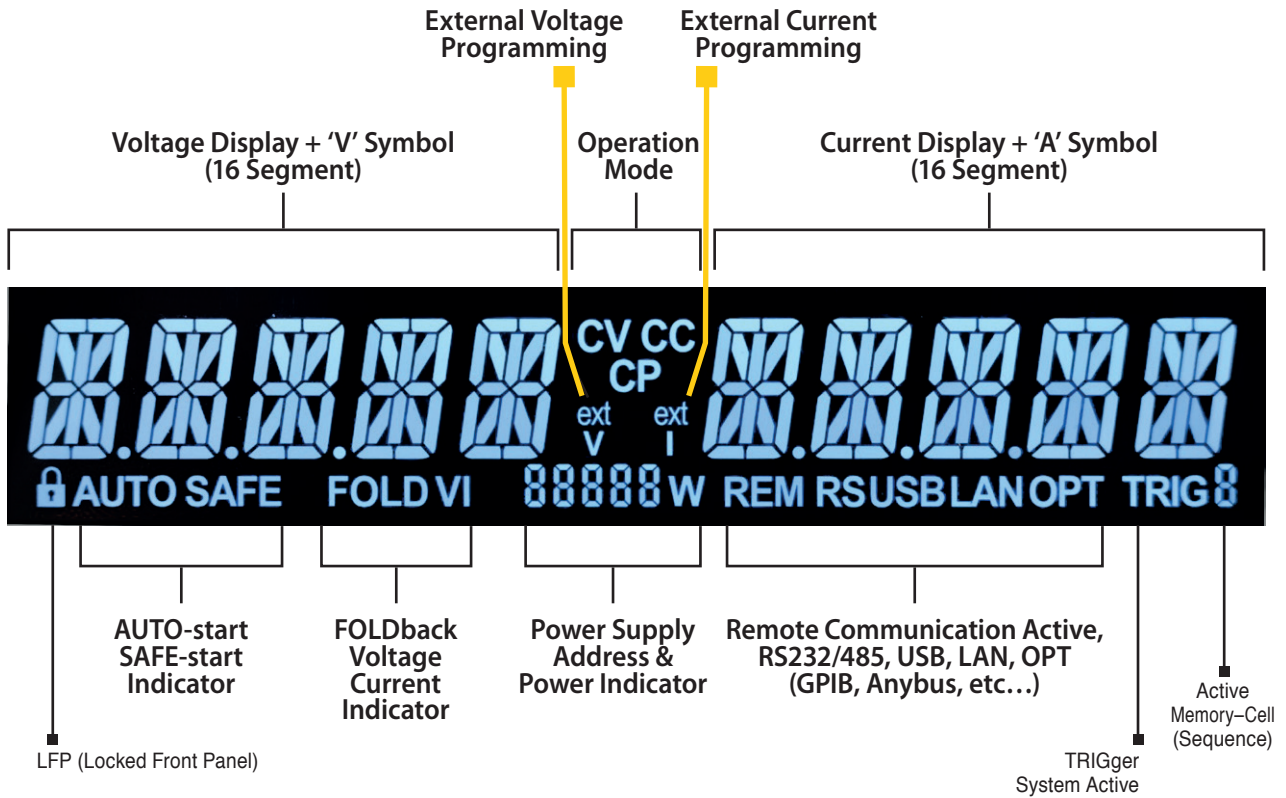 External Voltage
Programming
External Current
Programming
Voltage Display + ‘V’ Symbol
(16 Segment)
Operation
Mode
Current Display + ‘A’ Symbol
(16 Segment)
CV CC
CP
ext
V
ext
I
AUTO SAFE FOLD VI 88888 W REM RS USB LAN OPT TRIG 8
AUTO-start
SAFE-start
Indicator
FOLDback
Voltage
Current
Indicator
Power Supply
Address &
Power Indicator
Remote Communication Active,
RS232/485, USB, LAN, OPT
(GPIB, Anybus, etc…)
Active
Memory–Cell
(Sequence)
LFP (Locked Front Panel)
TRIGger
System Active